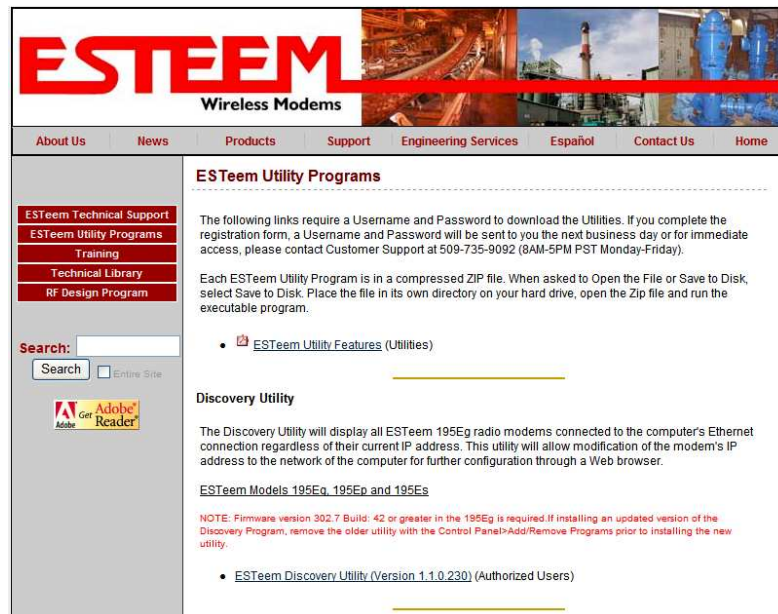 ESTEEM
Wireless Modems
About Us News Products Support Engineering Services Español Contact Us Home
ESTeem Technical Support
ESTeem Utility Programs
Training
Technical Library
RF Design Program
Search:
Search Entire Site
Adobe Get Adobe® Reader®
ESTeem Utility Programs
The following links require a Username and Password to download the Utilities. If you complete the
registration form, a Username and Password will be sent to you the next business day or for immediate
access, please contact Customer Support at 509-735-9092 (8AM-5PM PST Monday-Friday).
Each ESTeem Utility Program is in a compressed ZIP file. When asked to Open the File or Save to Disk,
select Save to Disk. Place the file in its own directory on your hard drive, open the Zip file and run the
executable program.
• ESTeem Utility Features (Utilities)
Discovery Utility
The Discovery Utility will display all ESTeem 195Eg radio modems connected to the computer's Ethernet
connection regardless of their current IP address. This utility will allow modification of the modem's IP
address to the network of the computer for further configuration through a Web browser.
ESTeem Models 195Eg, 195Ep and 195Es
NOTE: Firmware version 302.7 Build: 42 or greater in the 195Eg is required.If installing an updated version of the
Discovery Program, remove the older utility with the Control Panel>Add/Remove Programs prior to installing the new
utility.
• ESTeem Discovery Utility (Version 1.1.0.230) (Authorized Users)